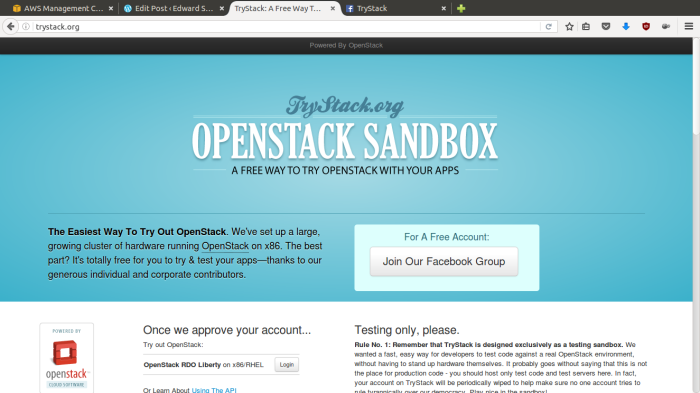 AWS Management C...
Edit Post ‹ Edward S...
TryStack: A Free Way T...
TryStack
trystack.org
Search
Powered By OpenStack
TryStack.org
OPENSTACK SANDBOX
A FREE WAY TO TRY OPENSTACK WITH YOUR APPS
The Easiest Way To Try Out OpenStack. We've set up a large,
growing cluster of hardware running OpenStack on x86. The best
part? It's totally free for you to try & test your apps—thanks to our
generous individual and corporate contributors.
For A Free Account:
Join Our Facebook Group
POWERED BY
openstack
CLOUD SOFTWARE
Once we approve your account...
Try out OpenStack:
OpenStack RDO Liberty on x86/RHEL
Login
Or Learn About Using The API
Testing only, please.
Rule No. 1: Remember that TryStack is designed exclusively as a testing sandbox. We
wanted a fast, easy way for developers to test code against a real OpenStack environment,
without having to stand up hardware themselves. It probably goes without saying that this is not
the place for production code - you should host only test code and test servers here. In fact,
your account on TryStack will be periodically wiped to help make sure no one account tries to
rule tyrannically over our democracy. Play nice in the sandbox!